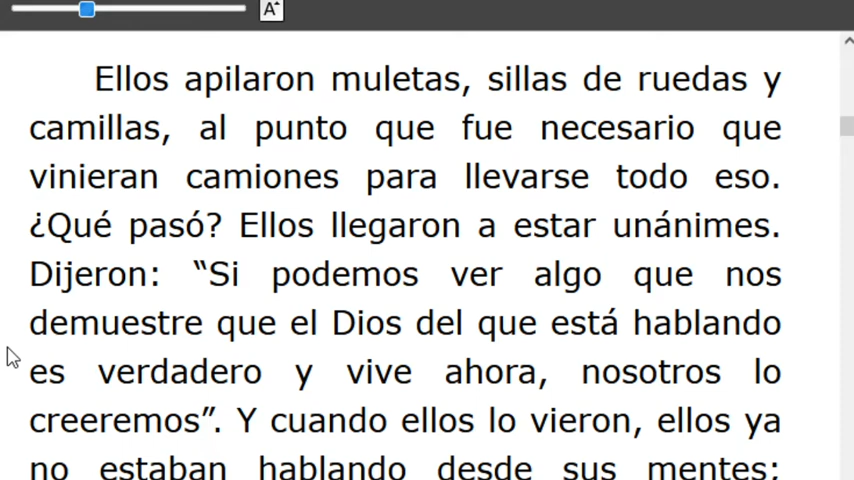 A
Ellos apilaron muletas, sillas de ruedas y
camillas, al punto que fue necesario que
vinieran camiones para llevarse todo eso.
¿Qué pasó? Ellos llegaron a estar unánimes.
Dijeron: “Si podemos ver algo que nos
demuestre que el Dios del que está hablando
es verdadero y vive ahora, nosotros lo
creeremos”. Y cuando ellos lo vieron, ellos ya
no estaban hablando desde sus mentes;